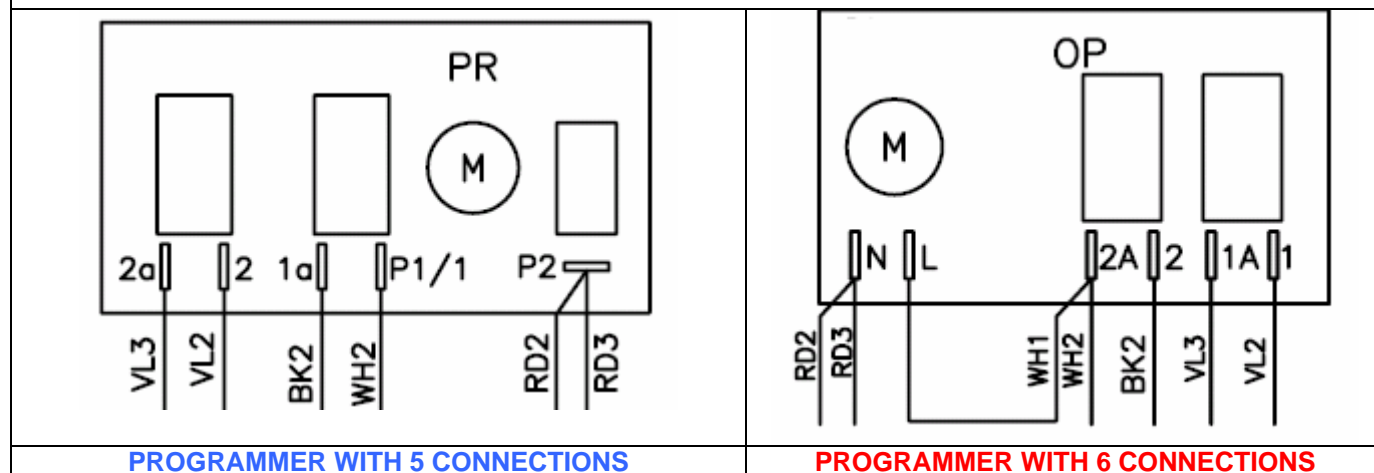 PR
M
2a 2 1a P1/1 P2
VL3 VL2 BK2 WH2 RD2 RD3
PROGRAMMER WITH 5 CONNECTIONS
OP
M
N L 2A 2 1A 1
RD2 RD3 WH1 WH2 BK2 VL3 VL2
PROGRAMMER WITH 6 CONNECTIONS